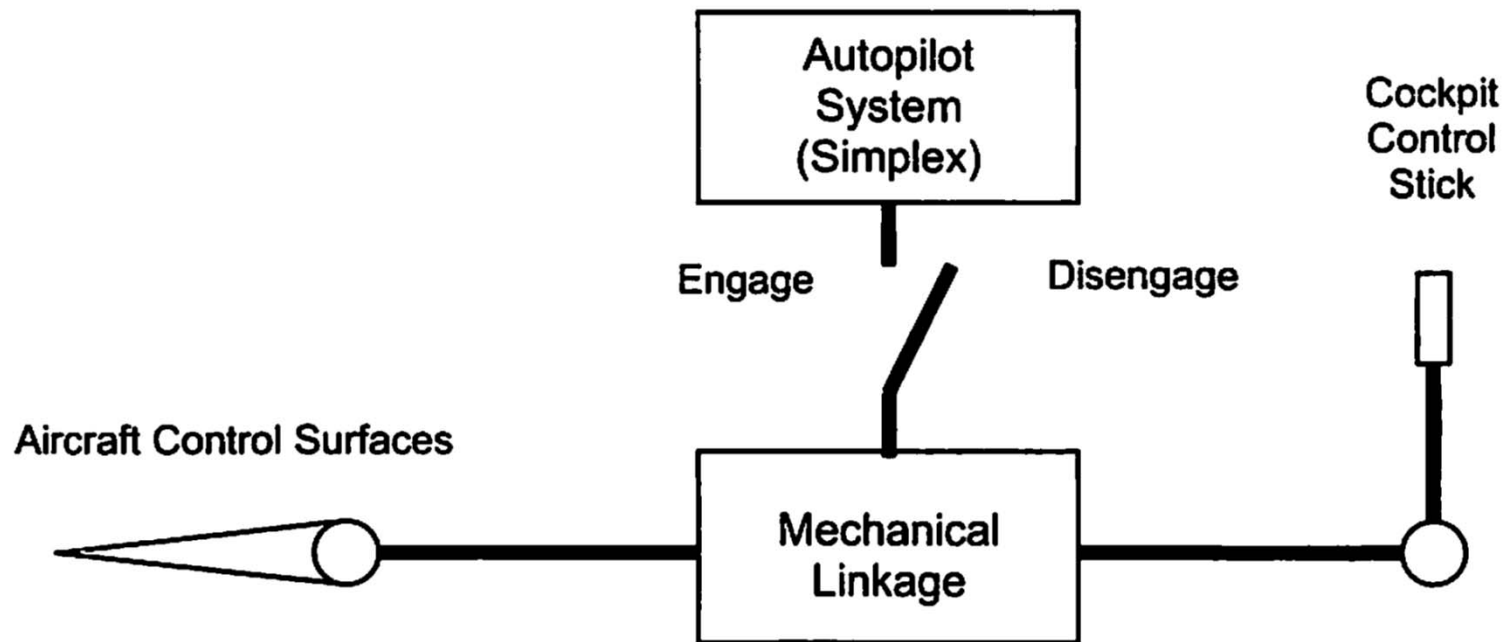 Autopilot
System
(Simplex)
Cockpit
Control
Stick
Engage
Disengage
Aircraft Control Surfaces
Mechanical
Linkage